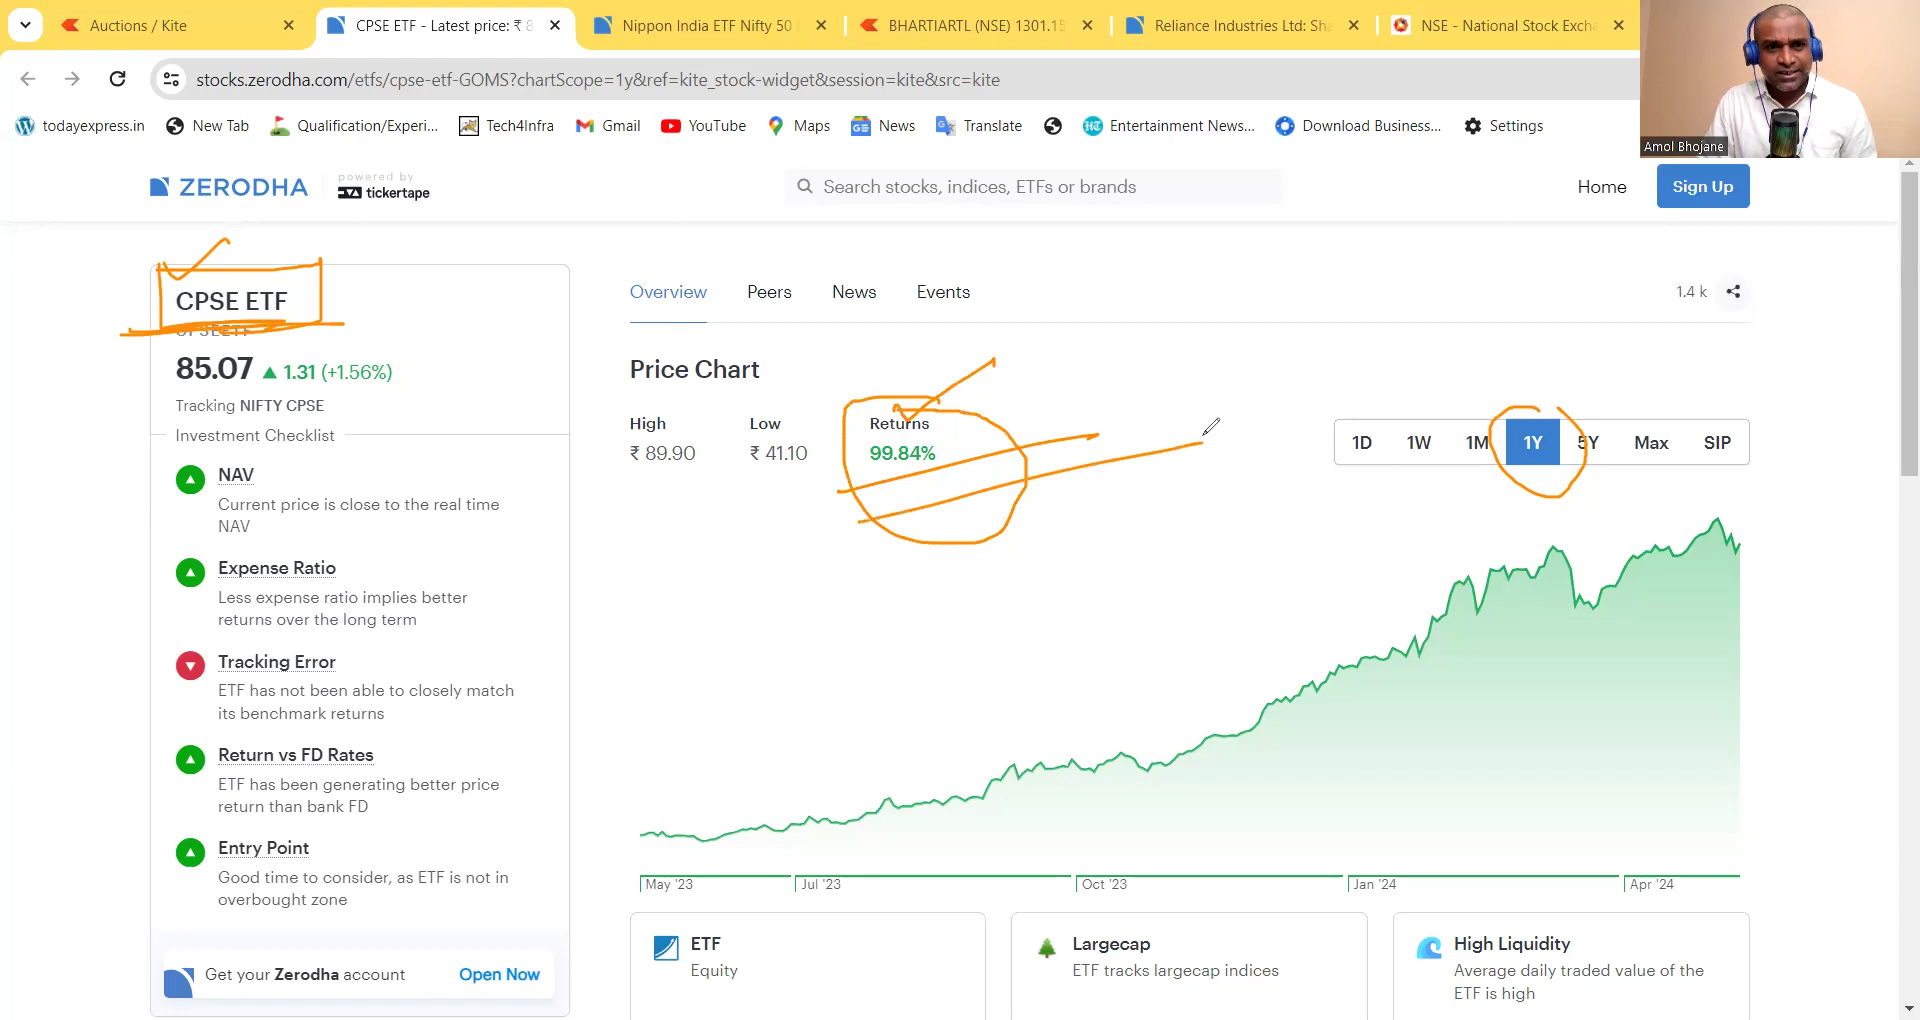 Auctions / Kite
CPSE ETF - Latest price: ₹ 8
Nippon India ETF Nifty 50
BHARTIARTL (NSE) 1301.15
Reliance Industries Ltd: Sha
NSE - National Stock Excha
stocks.zerodha.com/etfs/cpse-etf-GOMS?chartScope=1y&ref=kite_stock-widget&session=kite&src=kite
todayexpress.in
New Tab
Qualification/Experi...
Tech4Infra
Gmail
YouTube
Maps
News
Translate
Entertainment News...
Download Business...
Settings
Amol Bhojane
ZERODHA
powered by
tickertape
Search stocks, indices, ETFs or brands
Home
Sign Up
CPSE ETF
CPSEETF
85.07 ▲ 1.31 (+1.56%)
Tracking NIFTY CPSE
Investment Checklist
NAV
Current price is close to the real time
NAV
Expense Ratio
Less expense ratio implies better
returns over the long term
Tracking Error
ETF has not been able to closely match
its benchmark returns
Return vs FD Rates
ETF has been generating better price
return than bank FD
Entry Point
Good time to consider, as ETF is not in
overbought zone
Get your Zerodha account
Open Now
Overview
Peers
News
Events
1.4 k
Price Chart
High
₹ 89.90
Low
₹ 41.10
Returns
99.84%
1D
1W
1M
1Y
5Y
Max
SIP
May '23
Jul '23
Oct '23
Jan '24
Apr '24
ETF
Equity
Largecap
ETF tracks largecap indices
High Liquidity
Average daily traded value of the
ETF is high